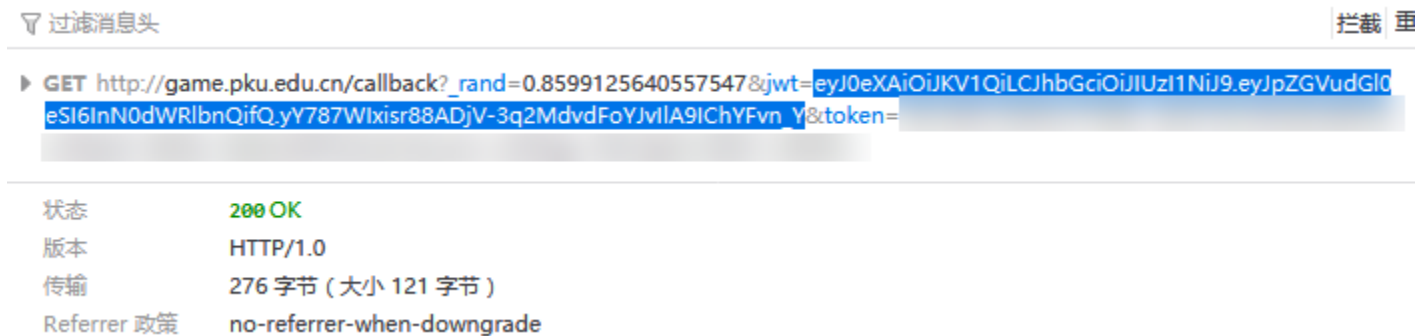 过滤消息头 拦截 重
GET http://game.pku.edu.cn/callback?_rand=0.8599125640557547&jwt=eyJ0eXAiOiJKV1QiLCJhbGciOiJIUzI1NiJ9.eyJpZGVudGl0
eSI6InN0dWRlbnQifQ.yY787WIxisr88ADjV-3q2MdvdFoYJvIlA9IChYFvn_Y&token=
状态 200 OK
版本 HTTP/1.0
传输 276 字节 ( 大小 121 字节 )
Referrer 政策 no-referrer-when-downgrade